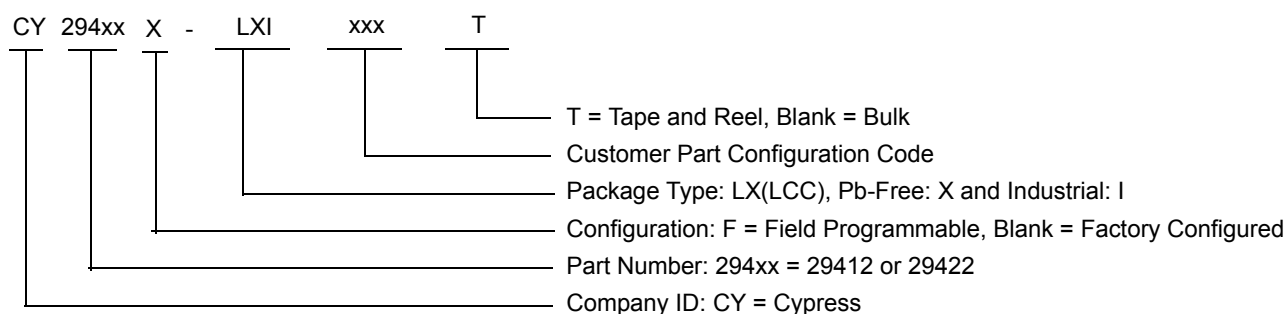 CY 294xx X - LXI xxx T
T = Tape and Reel, Blank = Bulk
Customer Part Configuration Code
Package Type: LX(LCC), Pb-Free: X and Industrial: I
Configuration: F = Field Programmable, Blank = Factory Configured
Part Number: 294xx = 29412 or 29422
Company ID: CY = Cypress